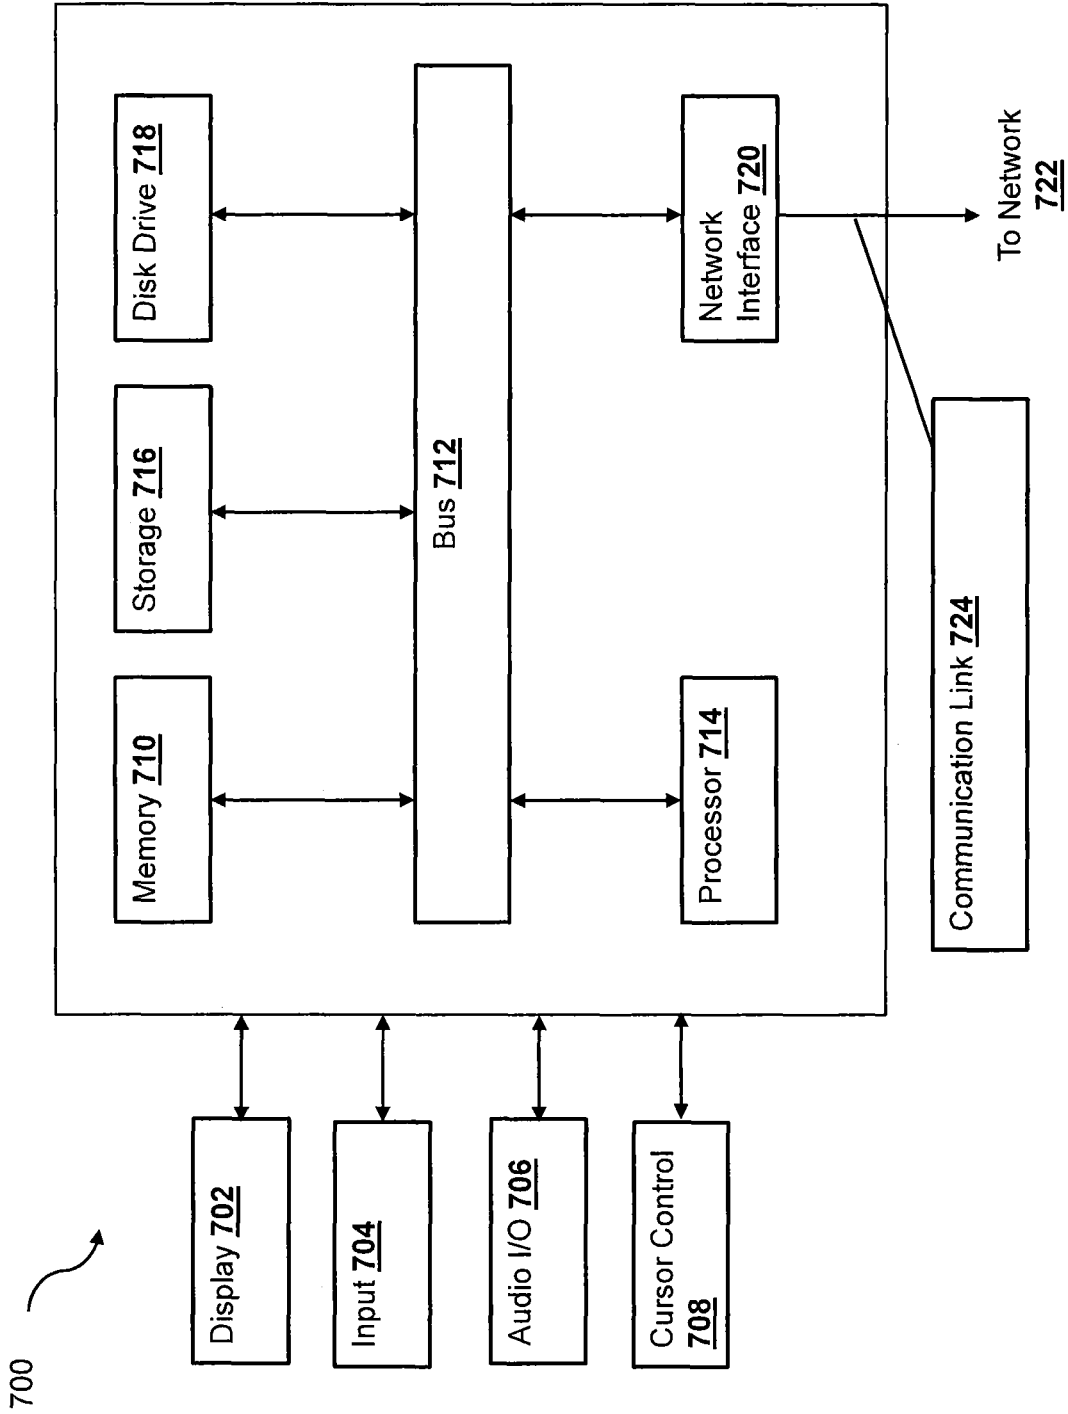 700
Display 702
Input 704
Audio I/O 706
Cursor Control
708
Memory 710
Storage 716
Disk Drive 718
Bus 712
Processor 714
Network
Interface 720
Communication Link 724
To Network
722